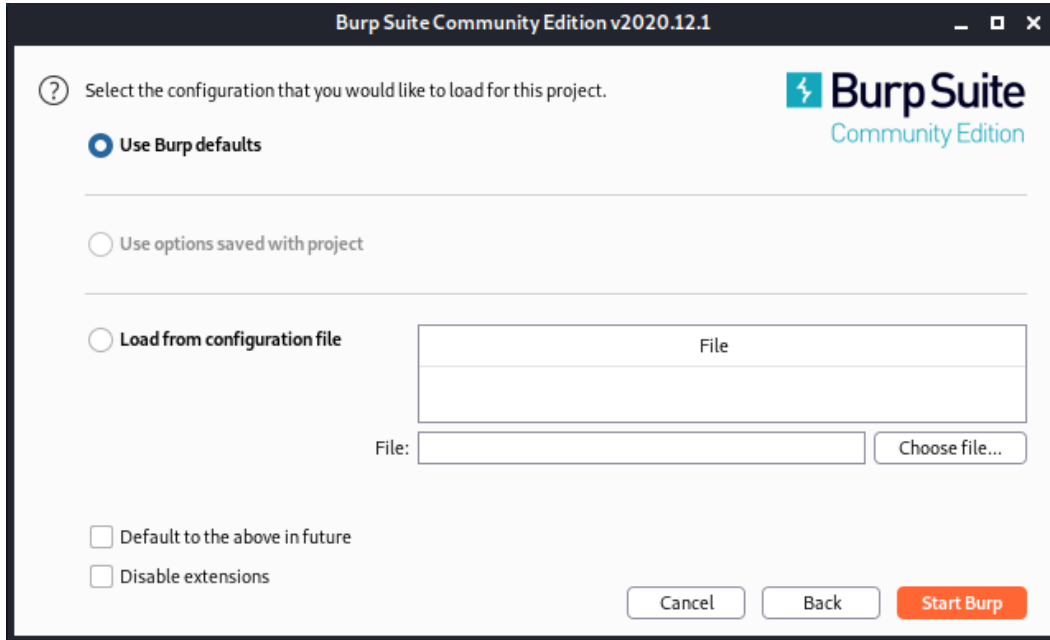 Burp Suite Community Edition v2020.12.1
? Select the configuration that you would like to load for this project.
Burp Suite
Community Edition
Use Burp defaults
Use options saved with project
Load from configuration file
File
File:
Choose file...
Default to the above in future
Disable extensions
Cancel Back Start Burp